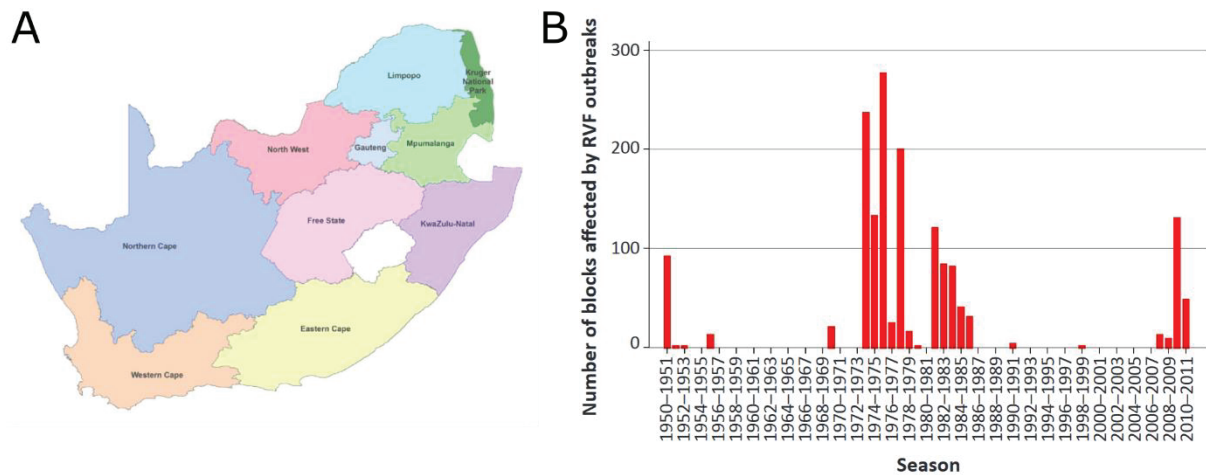 A
Limpopo
Kruger
National
Park
North West
Gauteng
Mpumalanga
Free State
KwaZulu-Natal
Northern Cape
Eastern Cape
Western Cape
B
Number of blocks affected by RVF outbreaks
300
200
100
0
1950–1951
1952–1953
1954–1955
1956–1957
1958–1959
1960–1961
1962–1963
1964–1965
1966–1967
1968–1969
1970–1971
1972–1973
1974–1975
1976–1977
1978–1979
1980–1981
1982–1983
1984–1985
1986–1987
1988–1989
1990–1991
1992–1993
1994–1995
1996–1997
1998–1999
2000–2001
2002–2003
2004–2005
2006–2007
2008–2009
2010–2011
Season